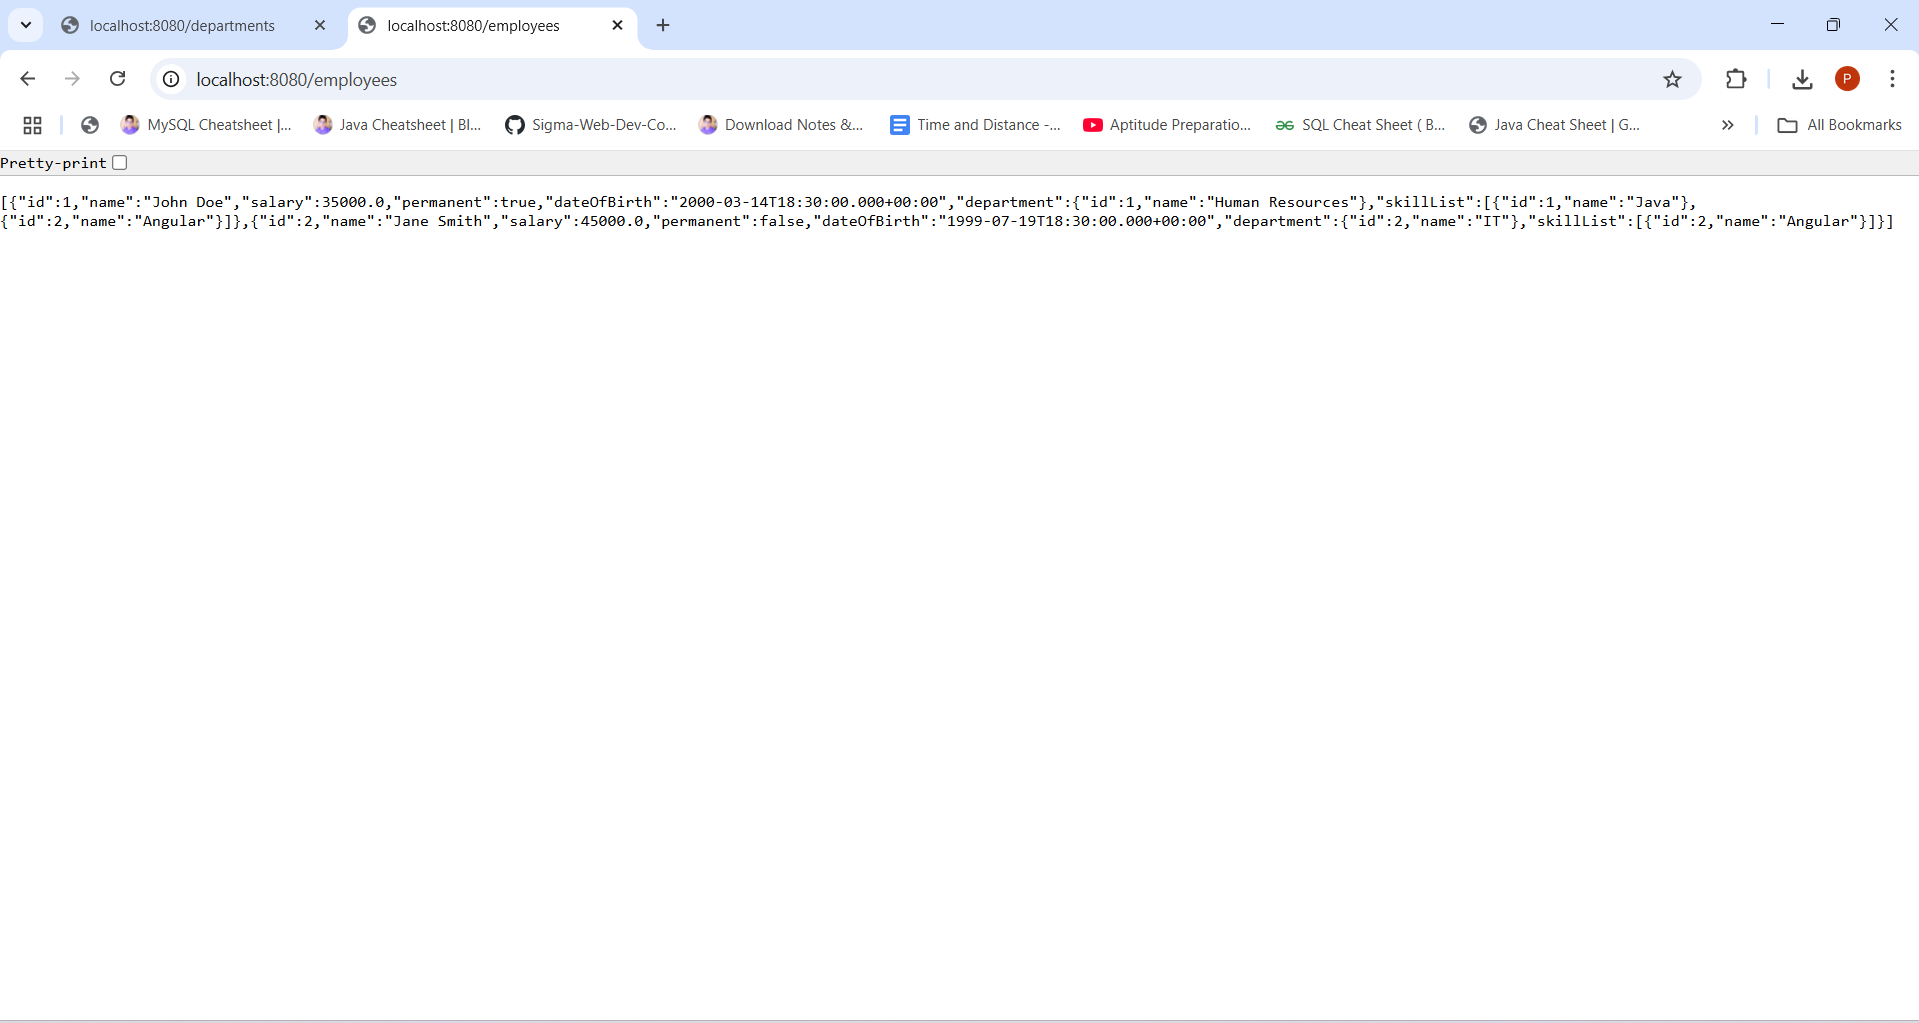 localhost:8080/departments
localhost:8080/employees
localhost:8080/employees
P
MySQL Cheatsheet |...
Java Cheatsheet | Bl...
Sigma-Web-Dev-Co...
Download Notes &...
Time and Distance -...
Aptitude Preparatio...
SQL Cheat Sheet ( B...
Java Cheat Sheet | G...
All Bookmarks
Pretty-print
[{"id":1,"name":"John Doe","salary":35000.0,"permanent":true,"dateOfBirth":"2000-03-14T18:30:00.000+00:00","department":{"id":1,"name":"Human Resources"},"skillList":[{"id":1,"name":"Java"},
{"id":2,"name":"Angular"}]},{"id":2,"name":"Jane Smith","salary":45000.0,"permanent":false,"dateOfBirth":"1999-07-19T18:30:00.000+00:00","department":{"id":2,"name":"IT"},"skillList":[{"id":2,"name":"Angular"}]}]